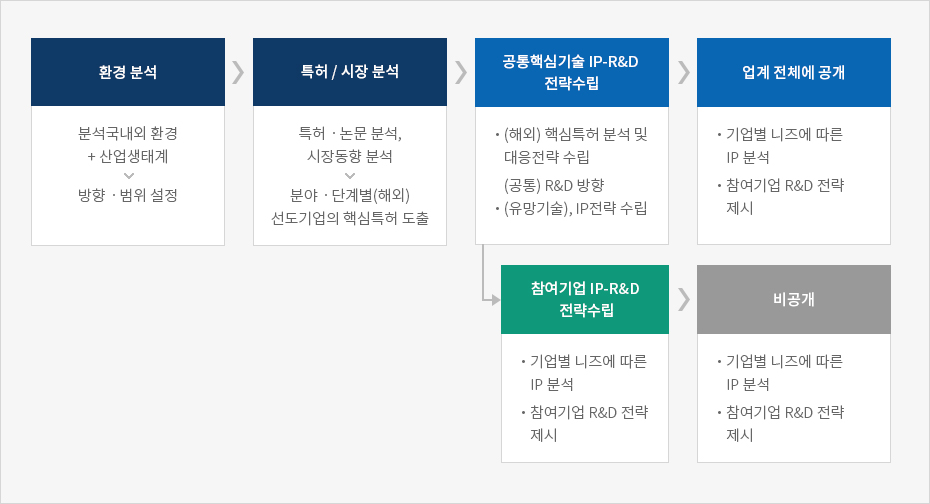 환경 분석
분석국내외 환경
+ 산업생태계
방향ㆍ범위 설정
특허 / 시장 분석
특허ㆍ논문 분석,
시장동향 분석
분야ㆍ단계별(해외)
선도기업의 핵심특허 도출
공통핵심기술 IP-R&D
전략수립
• (해외) 핵심특허 분석 및
대응전략 수립
(공통) R&D 방향
• (유망기술), IP전략 수립
업계 전체에 공개
• 기업별 니즈에 따른
IP 분석
• 참여기업 R&D 전략
제시
참여기업 IP-R&D
전략수립
• 기업별 니즈에 따른
IP 분석
• 참여기업 R&D 전략
제시
비공개
• 기업별 니즈에 따른
IP 분석
• 참여기업 R&D 전략
제시